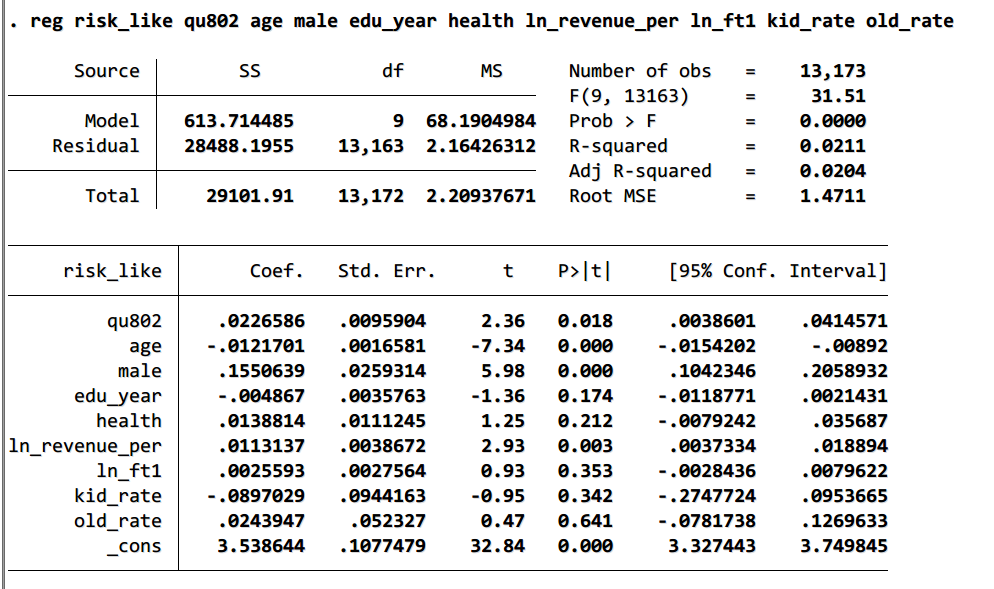 . reg risk_like qu802 age male edu_year health ln_revenue_per ln_ft1 kid_rate old_rate
Source SS df MS Number of obs = 13,173
F(9, 13163) = 31.51
Model 613.714485 9 68.1904984 Prob > F = 0.0000
Residual 28488.1955 13,163 2.16426312 R-squared = 0.0211
Adj R-squared = 0.0204
Total 29101.91 13,172 2.20937671 Root MSE = 1.4711
risk_like Coef. Std. Err. t P>|t| [95% Conf. Interval]
qu802 .0226586 .0095904 2.36 0.018 .0038601 .0414571
age -.0121701 .0016581 -7.34 0.000 -.0154202 -.00892
male .1550639 .0259314 5.98 0.000 .1042346 .2058932
edu_year -.004867 .0035763 -1.36 0.174 -.0118771 .0021431
health .0138814 .0111245 1.25 0.212 -.0079242 .035687
ln_revenue_per .0113137 .0038672 2.93 0.003 .0037334 .018894
ln_ft1 .0025593 .0027564 0.93 0.353 -.0028436 .0079622
kid_rate -.0897029 .0944163 -0.95 0.342 -.2747724 .0953665
old_rate .0243947 .052327 0.47 0.641 -.0781738 .1269633
_cons 3.538644 .1077479 32.84 0.000 3.327443 3.749845